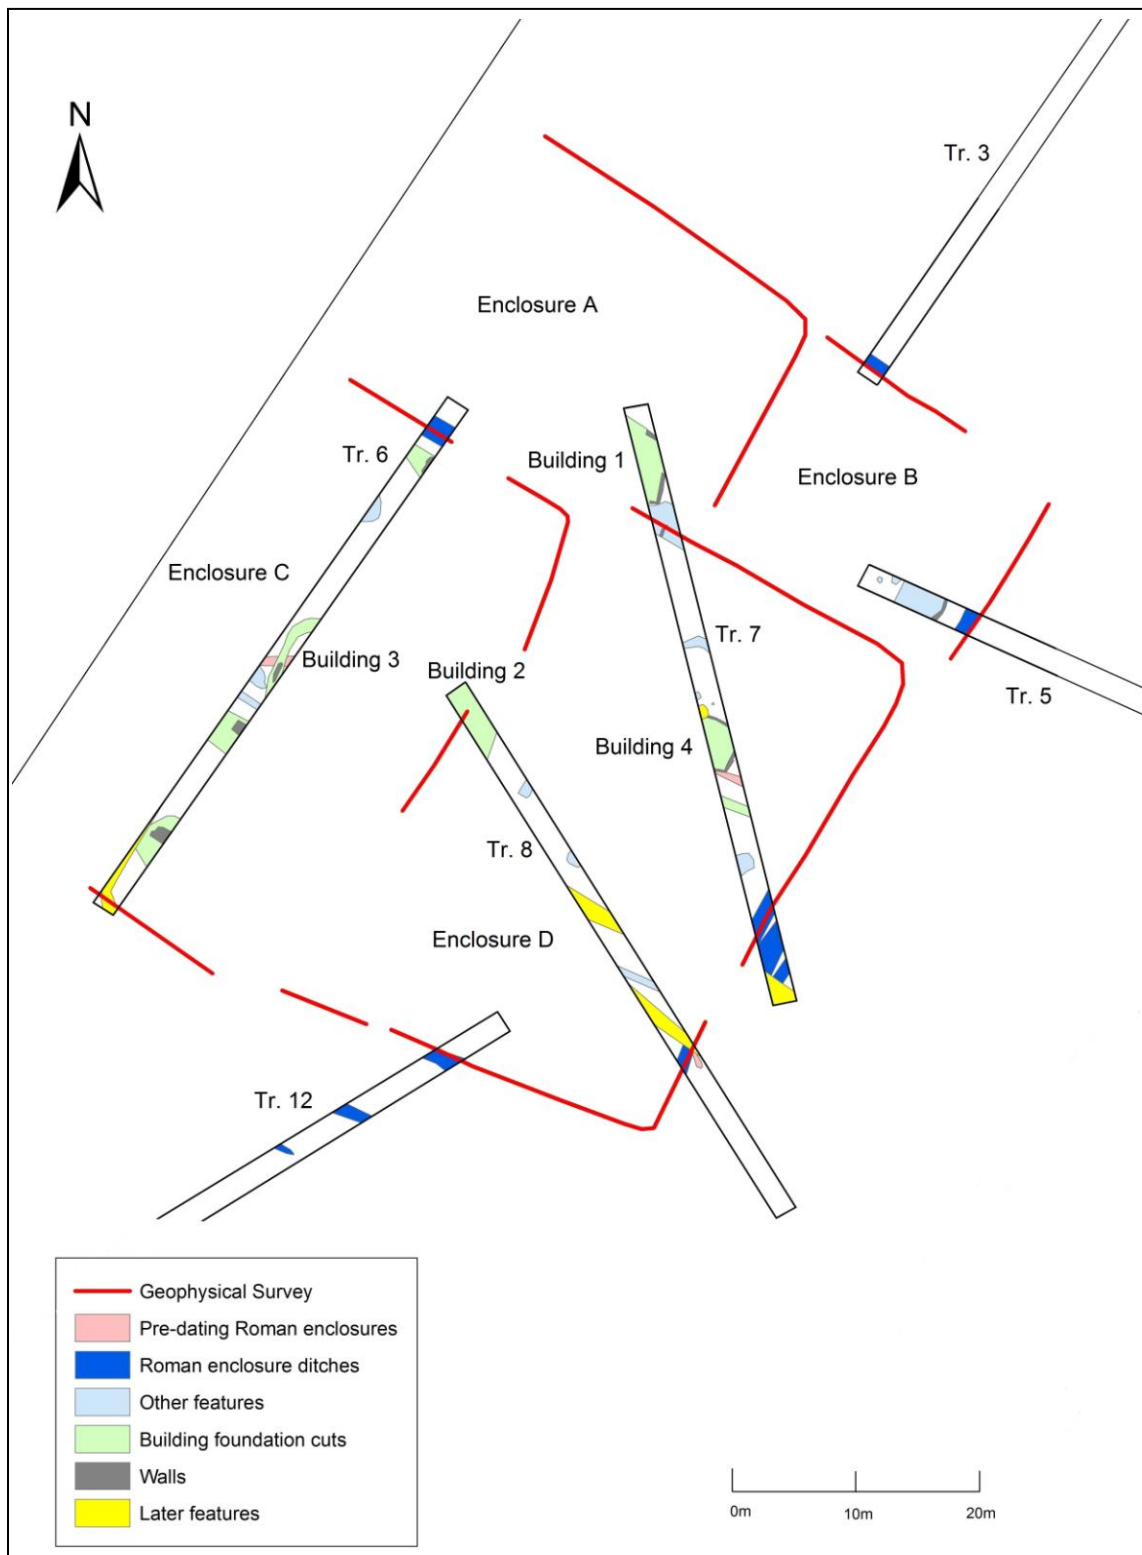 N
Tr. 3
Enclosure A
Tr. 6
Building 1
Enclosure B
Enclosure C
Tr. 7
Building 3
Building 2
Tr. 5
Building 4
Tr. 8
Enclosure D
Tr. 12
Geophysical Survey
Pre-dating Roman enclosures
Roman enclosure ditches
Other features
Building foundation cuts
Walls
Later features
0m 10m 20m